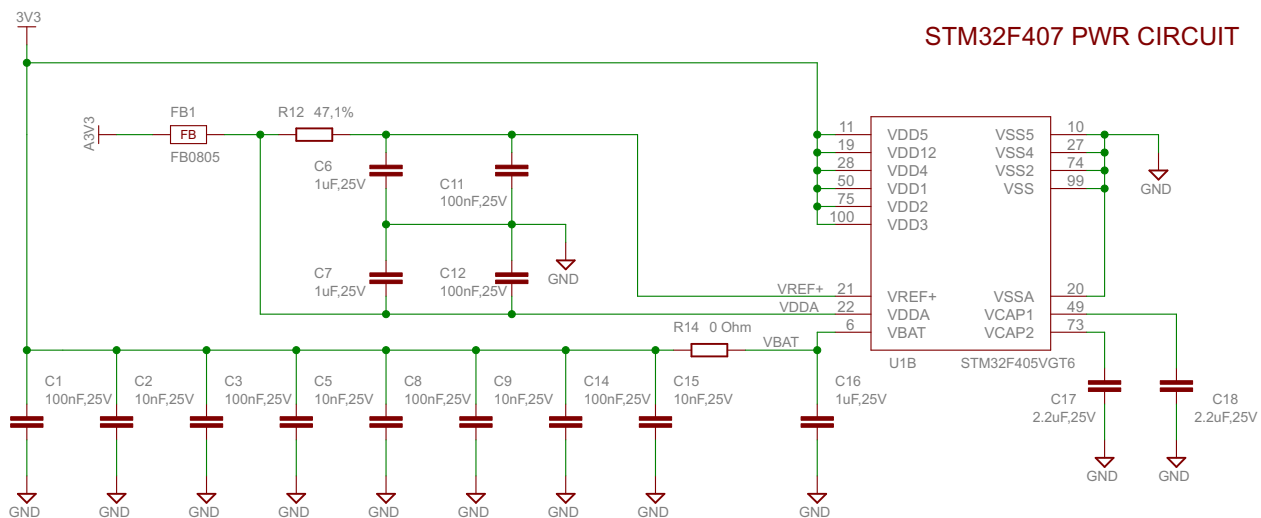 3V3
STM32F407 PWR CIRCUIT
A3V3
FB1
FB
FB0805
R12 47,1%
C6
1uF,25V
C11
100nF,25V
C7
1uF,25V
C12
100nF,25V
GND
11 VDD5
19 VDD12
28 VDD4
50 VDD1
75 VDD2
100 VDD3
VREF+ 21 VREF+
VDDA 22 VDDA
6 VBAT
VSS5 10
VSS4 27
VSS2 74
VSS 99
VSSA 20
VCAP1 49
VCAP2 73
GND
U1B
STM32F405VGT6
R14 0 Ohm
VBAT
C1
100nF,25V
C2
10nF,25V
C3
100nF,25V
C5
10nF,25V
C8
100nF,25V
C9
10nF,25V
C14
100nF,25V
C15
10nF,25V
C16
1uF,25V
C17
2.2uF,25V
C18
2.2uF,25V
GND
GND
GND
GND
GND
GND
GND
GND
GND
GND
GND